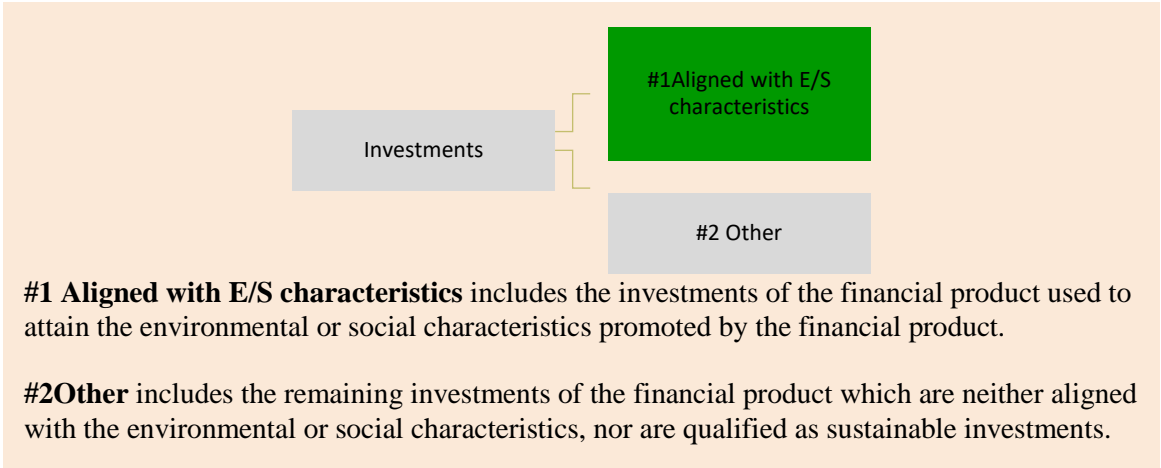 #1Aligned with E/S
characteristics
Investments
#2 Other
#1 Aligned with E/S characteristics includes the investments of the financial product used to
attain the environmental or social characteristics promoted by the financial product.
#2Other includes the remaining investments of the financial product which are neither aligned
with the environmental or social characteristics, nor are qualified as sustainable investments.